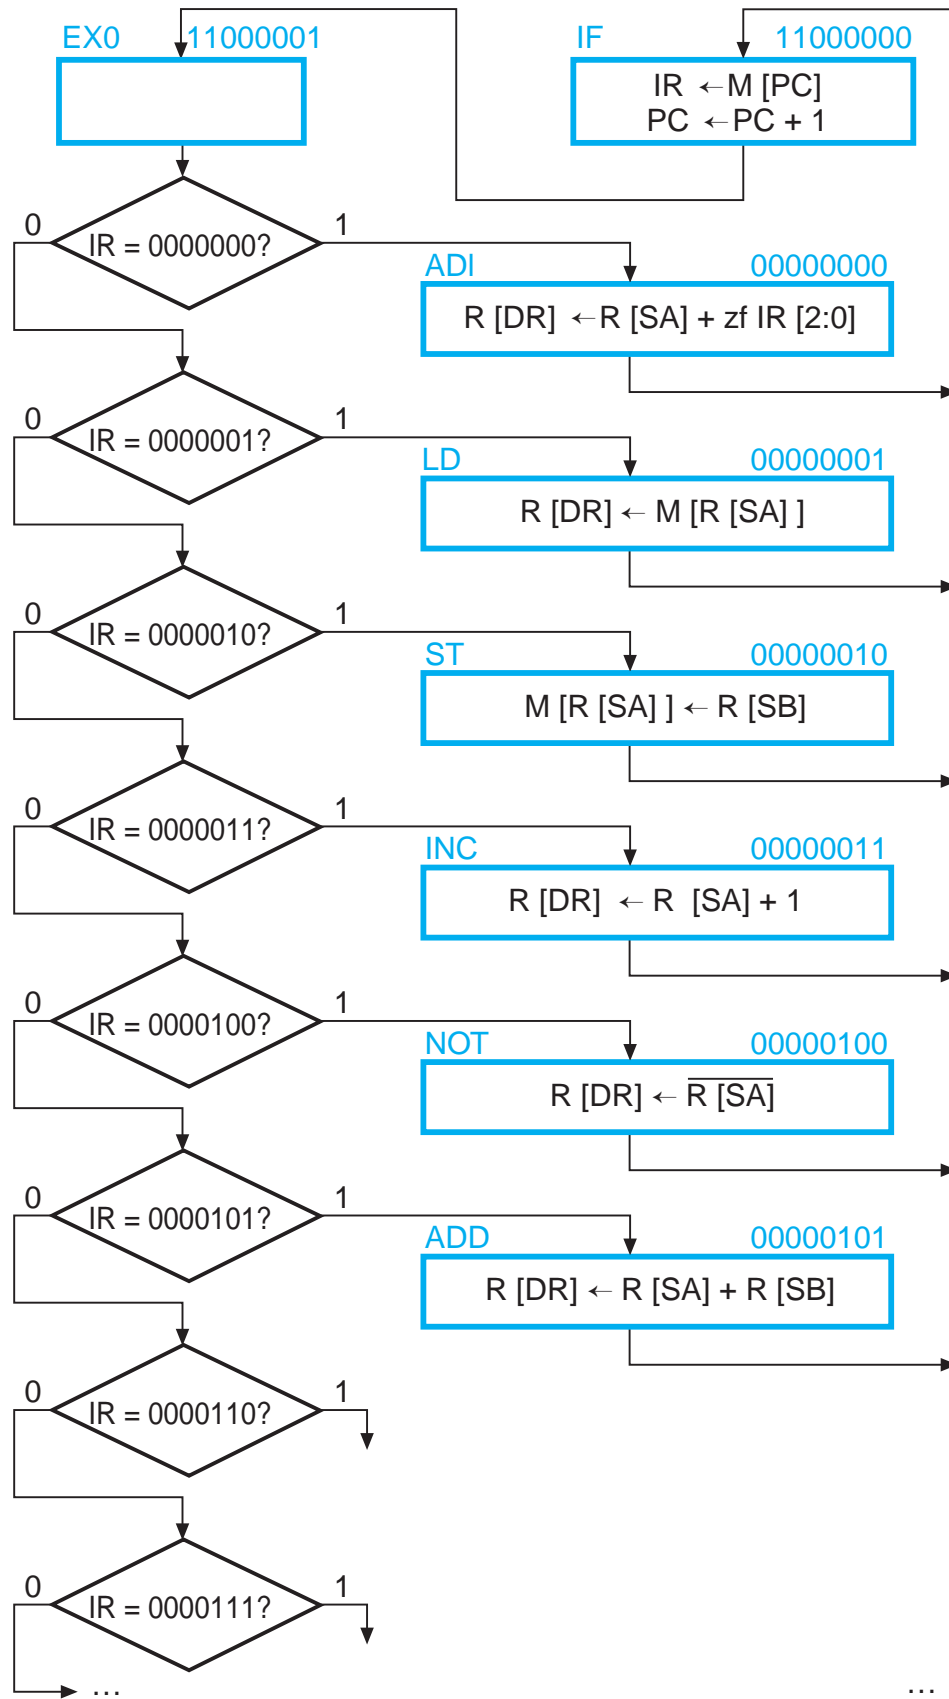 EX0 11000001
IF 11000000
IR ←M [PC]
PC ←PC + 1
0 1
IR = 0000000?
ADI 00000000
R [DR] ←R [SA] + zf IR [2:0]
0 1
IR = 0000001?
LD 00000001
R [DR] ← M [R [SA] ]
0 1
IR = 0000010?
ST 00000010
M [R [SA] ] ← R [SB]
0 1
IR = 0000011?
INC 00000011
R [DR] ← R [SA] + 1
0 1
IR = 0000100?
NOT 00000100
R [DR] ← R̅ ̅[̅S̅A̅]̅
0 1
IR = 0000101?
ADD 00000101
R [DR] ← R [SA] + R [SB]
0 1
IR = 0000110?
0 1
IR = 0000111?
... ...